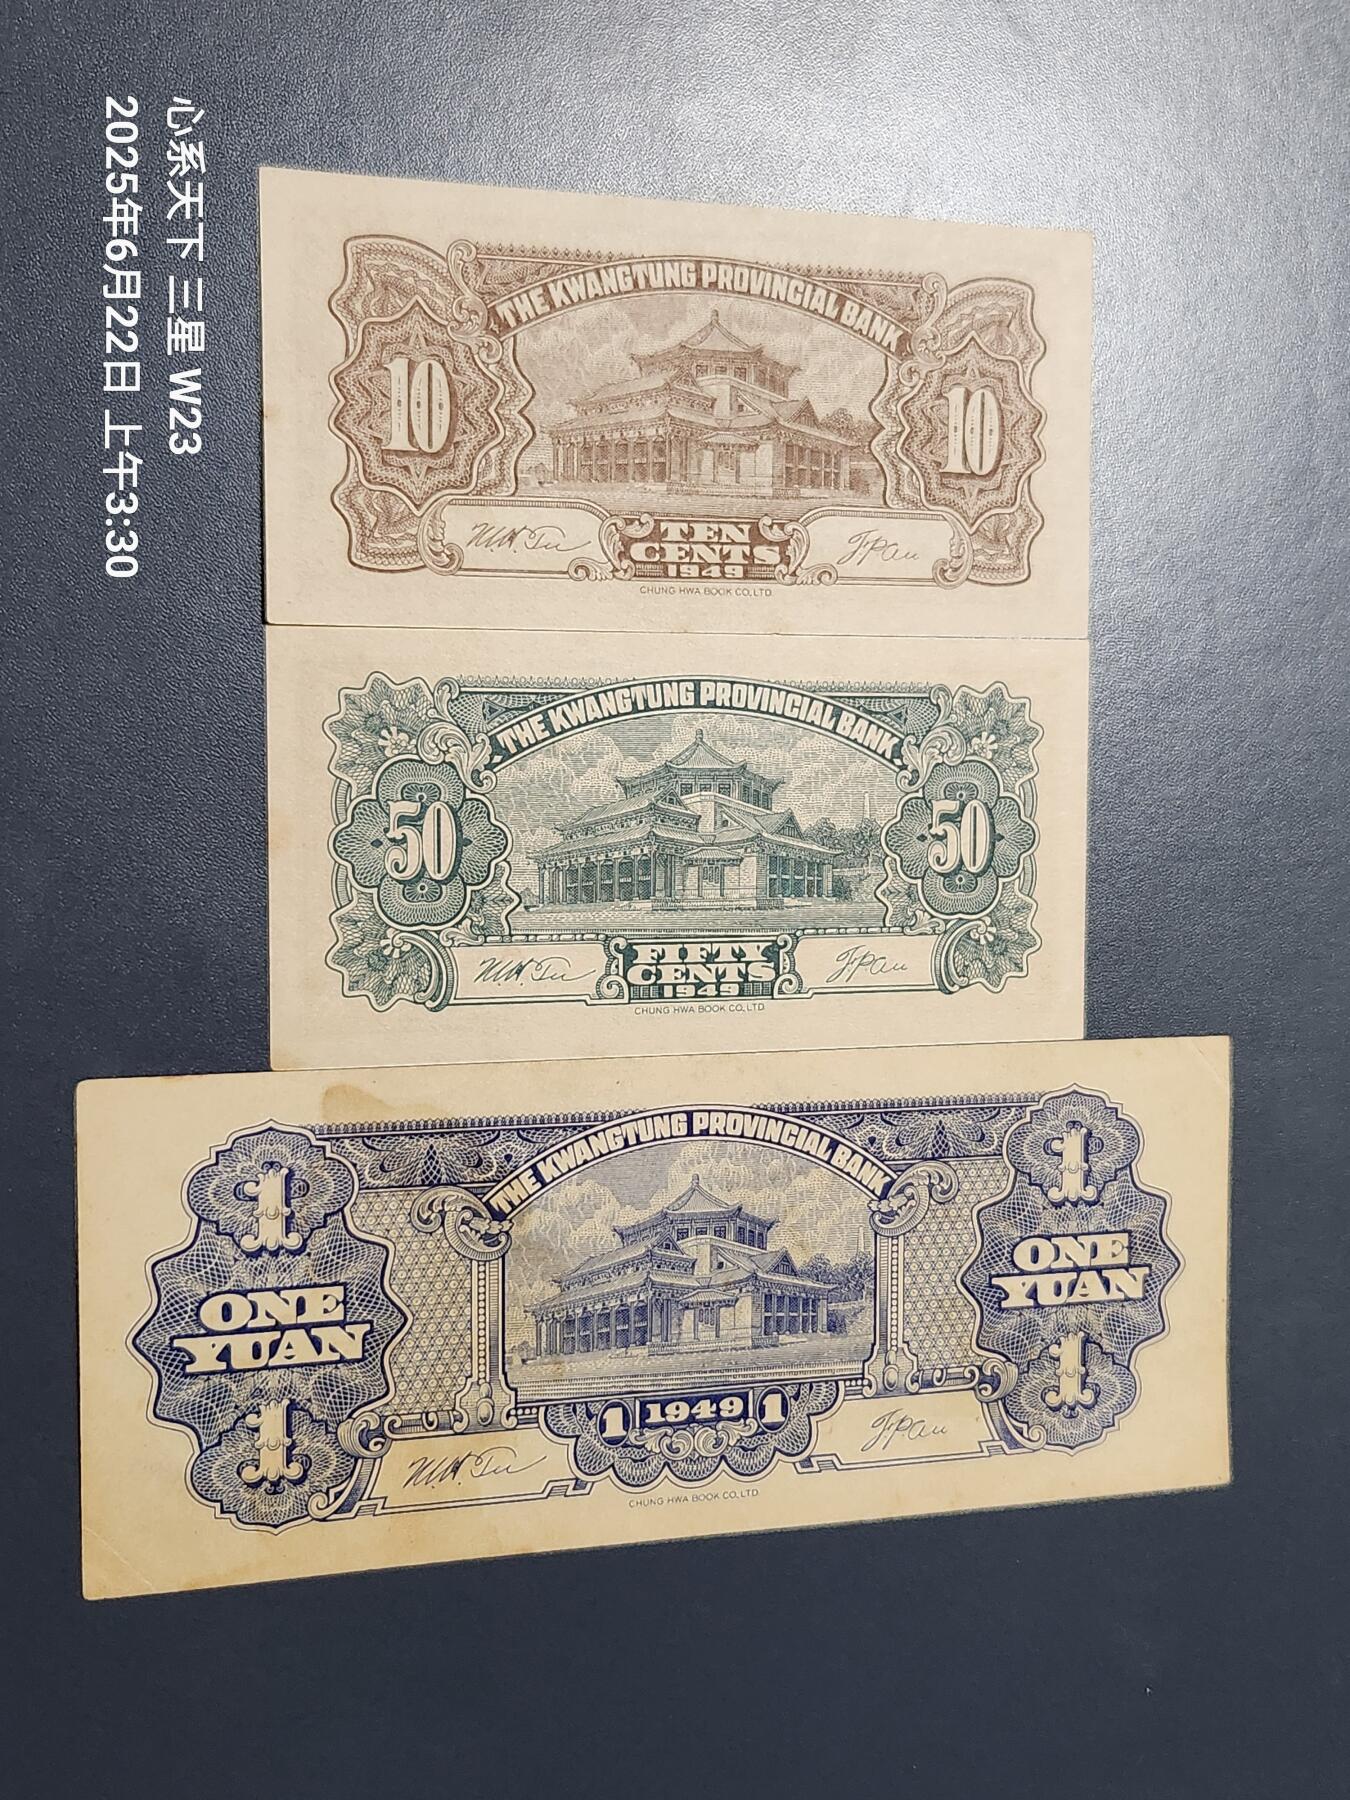 心系天下 三星 W23
2025年6月22日 上午3:30
THE KWANGTUNG PROVINCIAL BANK
10
10
TEN
CENTS
1949
CHUNG HWA BOOK CO., LTD.
THE KWANGTUNG PROVINCIAL BANK
50
50
FIFTY
CENTS
1949
CHUNG HWA BOOK CO., LTD.
THE KWANGTUNG PROVINCIAL BANK
1
ONE
YUAN
1
1
ONE
YUAN
1
1 1949 1
CHUNG HWA BOOK CO., LTD.